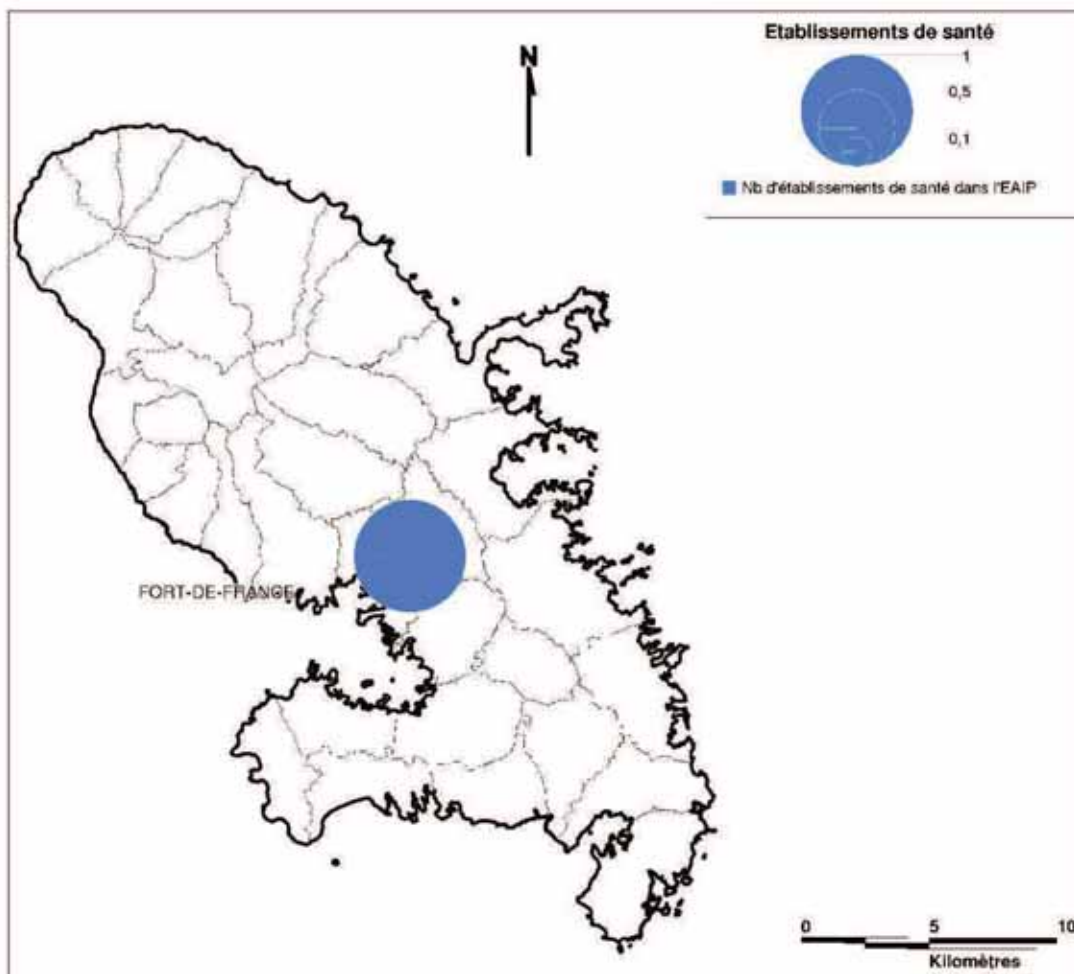 Etablissements de santé
1
0,5
0,1
Nb d'établissements de santé dans l'EAIP
N
FORT-DE-FRANCE
0 5 10
Kilomètres